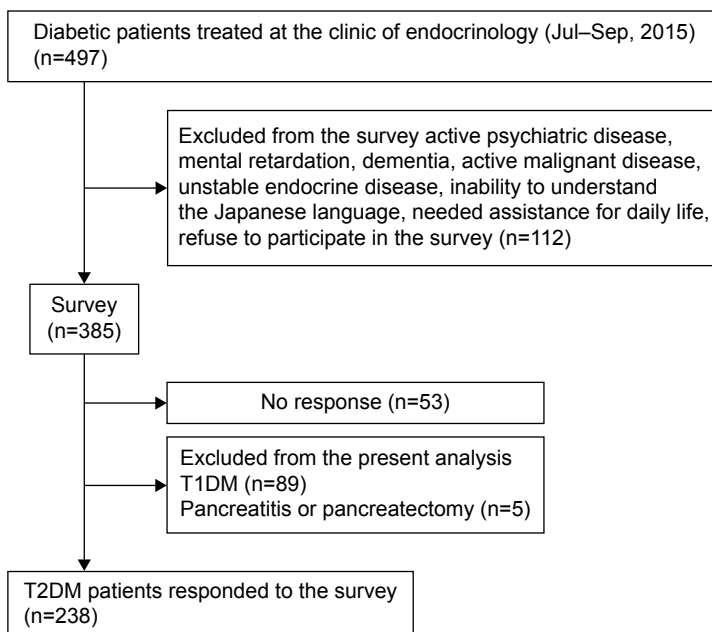 Diabetic patients treated at the clinic of endocrinology (Jul–Sep, 2015)
(n=497)
Excluded from the survey active psychiatric disease,
mental retardation, dementia, active malignant disease,
unstable endocrine disease, inability to understand
the Japanese language, needed assistance for daily life,
refuse to participate in the survey (n=112)
Survey
(n=385)
No response (n=53)
Excluded from the present analysis
T1DM (n=89)
Pancreatitis or pancreatectomy (n=5)
T2DM patients responded to the survey
(n=238)